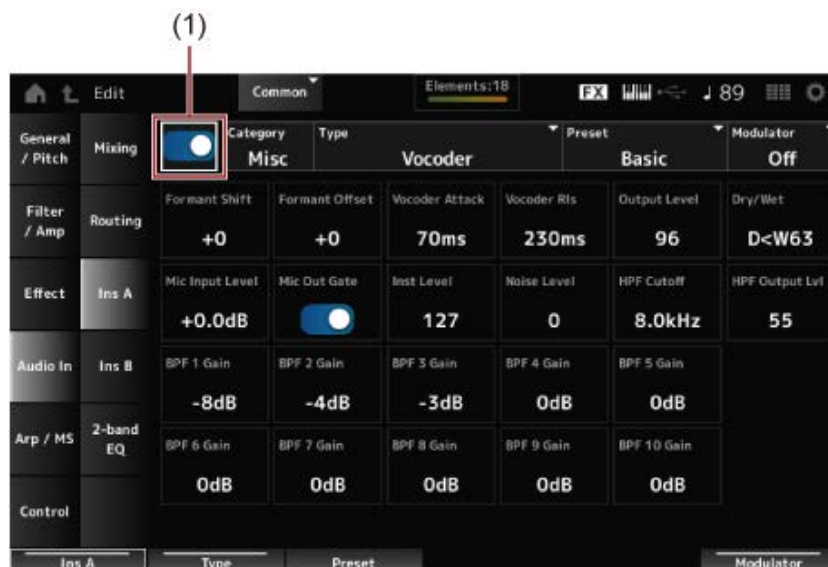 (1)
Edit
Common
Elements:18
FX
89
General / Pitch
Mixing
Category
Misc
Type
Vocoder
Preset
Basic
Modulator
Off
Filter / Amp
Routing
Formant Shift
+0
Formant Offset
+0
Vocoder Attack
70ms
Vocoder Rls
230ms
Output Level
96
Dry/Wet
D<W63
Effect
Ins A
Mic Input Level
+0.0dB
Mic Out Gate
Inst Level
127
Noise Level
0
HPF Cutoff
8.0kHz
HPF Output Lvl
55
Audio In
Ins B
BPF 1 Gain
-8dB
BPF 2 Gain
-4dB
BPF 3 Gain
-3dB
BPF 4 Gain
0dB
BPF 5 Gain
0dB
Arp / MS
2-band EQ
BPF 6 Gain
0dB
BPF 7 Gain
0dB
BPF 8 Gain
0dB
BPF 9 Gain
0dB
BPF 10 Gain
0dB
Control
Ins A
Type
Preset
Modulator